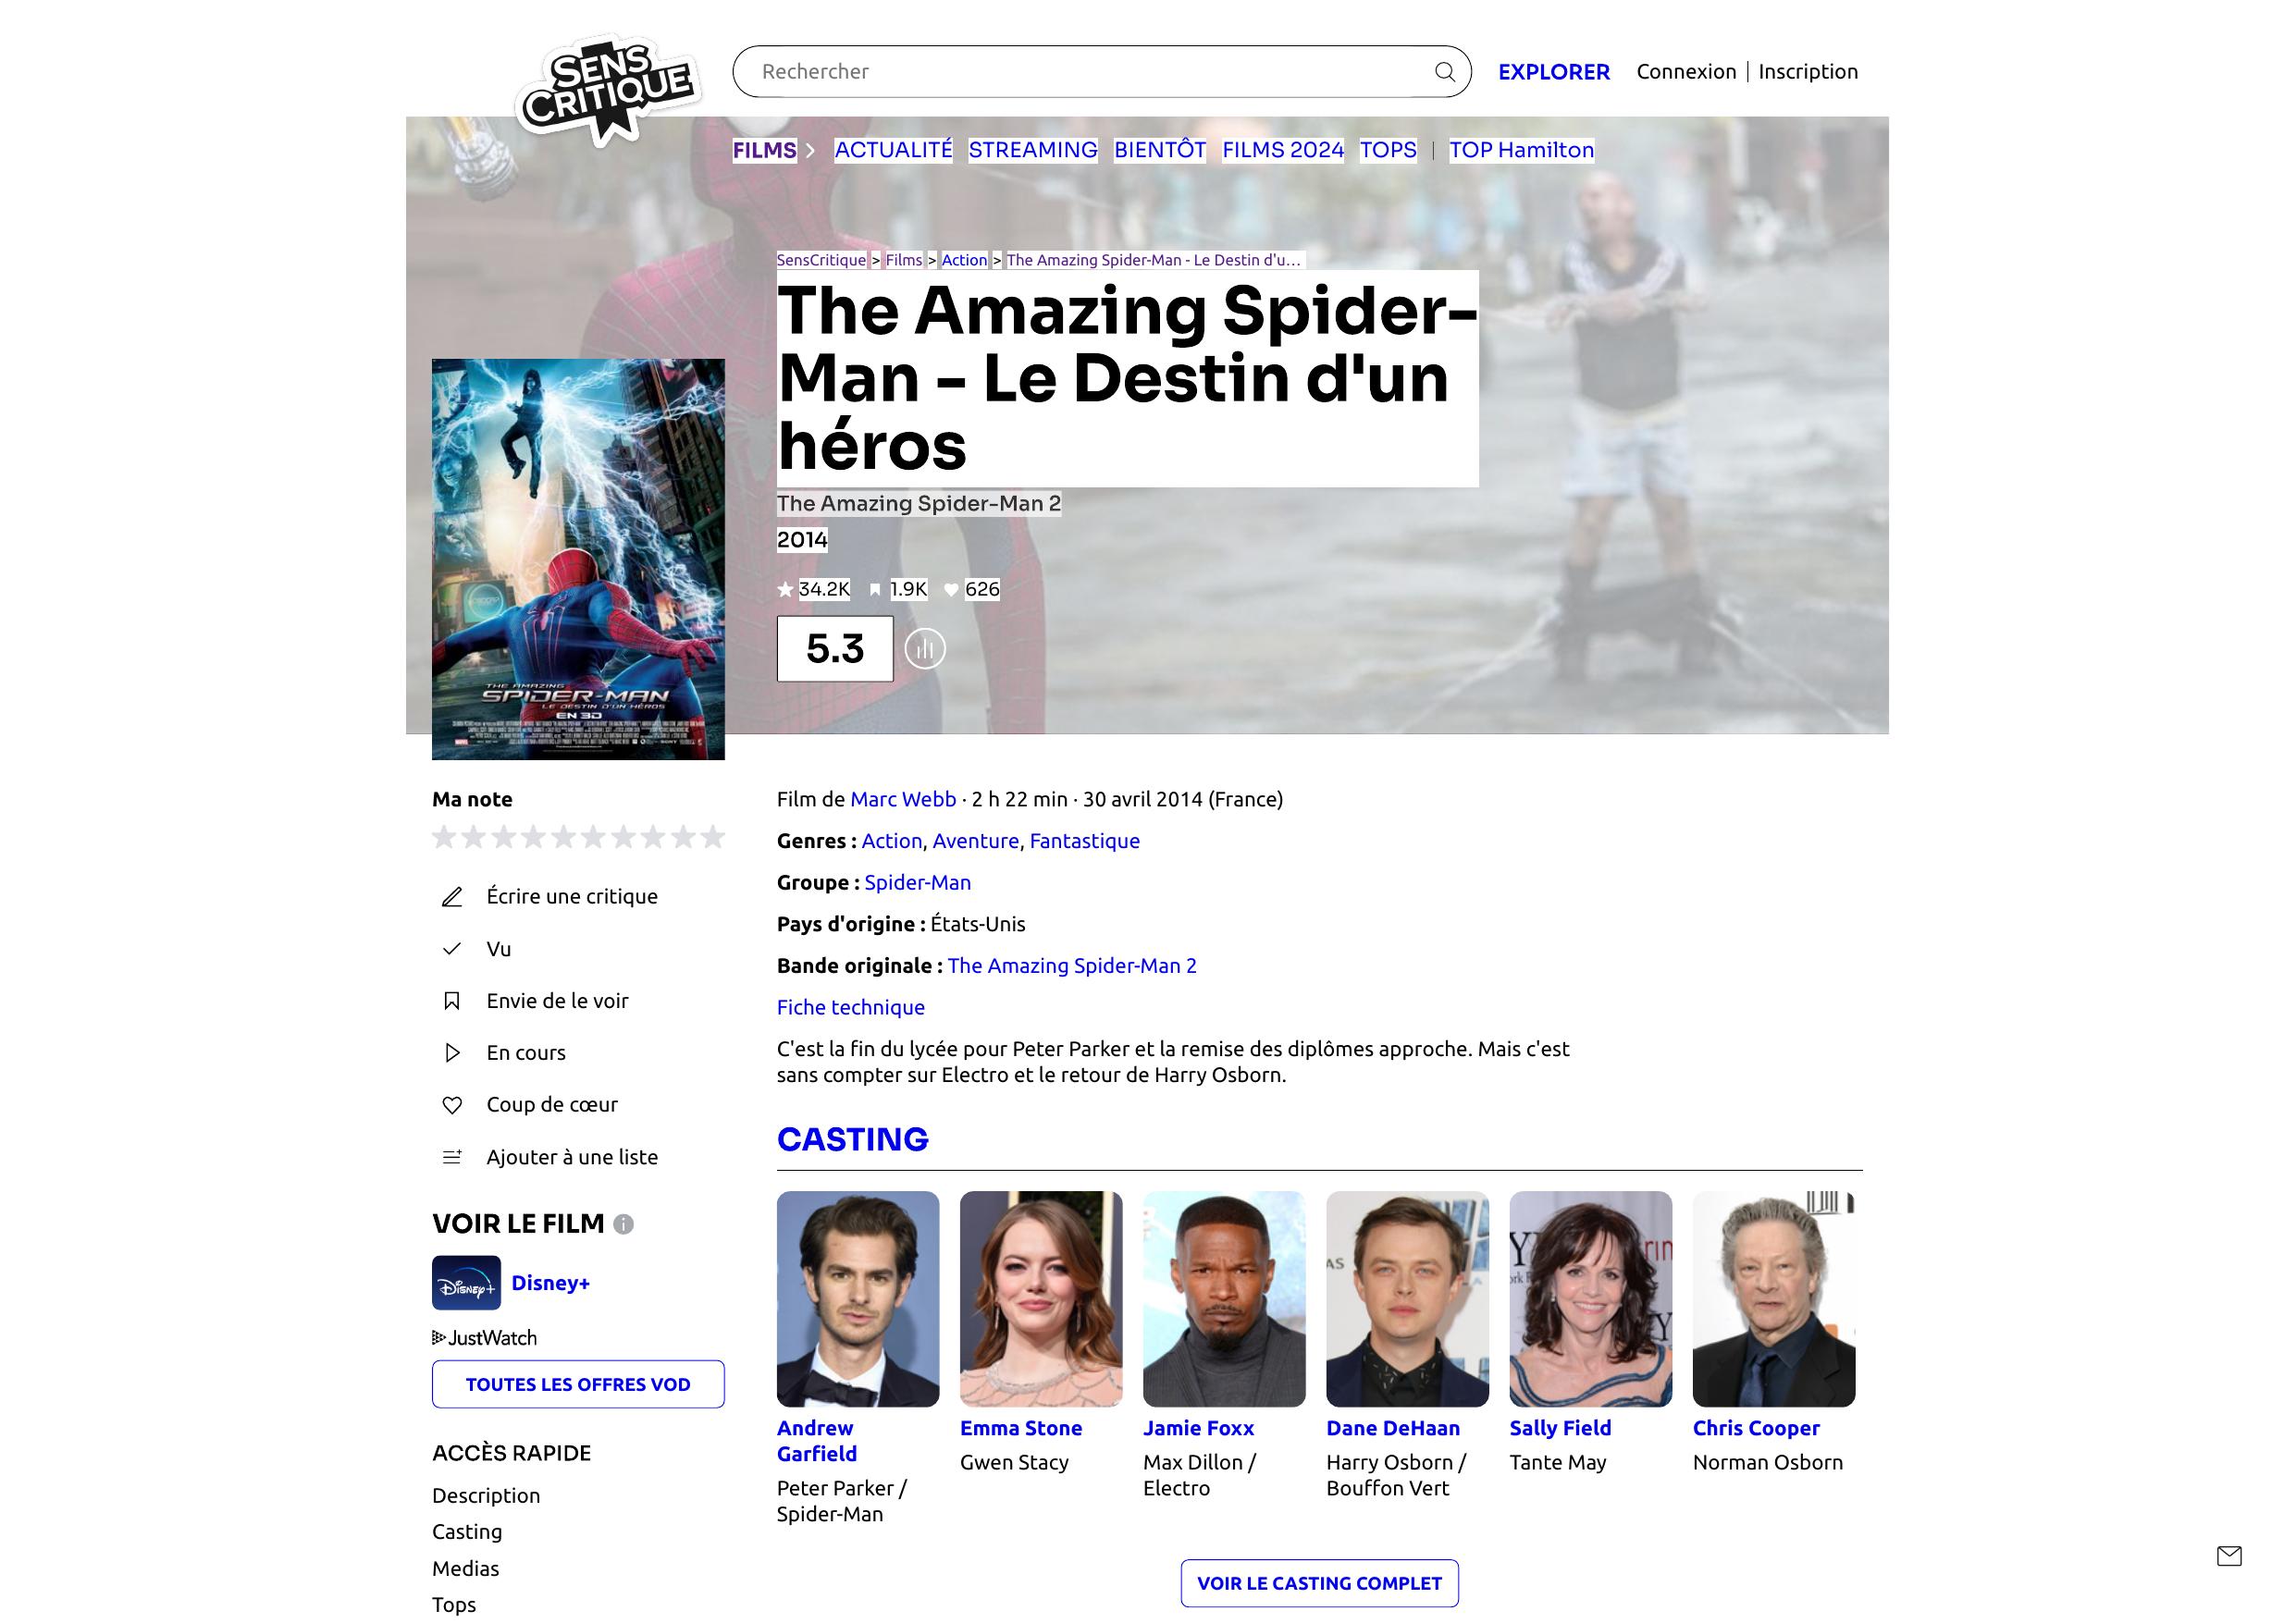 SENS
CRITIQUE
Rechercher
EXPLORER
Connexion | Inscription
FILMS
ACTUALITÉ
STREAMING
BIENTÔT
FILMS 2024
TOPS
|
TOP Hamilton
SensCritique > Films > Action > The Amazing Spider-Man - Le Destin d'u...
The Amazing Spider-
Man - Le Destin d'un
héros
The Amazing Spider-Man 2
2014
34.2K
1.9K
626
5.3
THE AMAZING
SPIDER-MAN
LE DESTIN D'UN HÉROS
EN 3D
Ma note
Écrire une critique
Vu
Envie de le voir
En cours
Coup de cœur
Ajouter à une liste
VOIR LE FILM
Disney+
Disney+
JustWatch
TOUTES LES OFFRES VOD
ACCÈS RAPIDE
Description
Casting
Medias
Tops
Film de Marc Webb · 2 h 22 min · 30 avril 2014 (France)
Genres : Action, Aventure, Fantastique
Groupe : Spider-Man
Pays d'origine : États-Unis
Bande originale : The Amazing Spider-Man 2
Fiche technique
C'est la fin du lycée pour Peter Parker et la remise des diplômes approche. Mais c'est
sans compter sur Electro et le retour de Harry Osborn.
CASTING
Andrew
Garfield
Peter Parker /
Spider-Man
Emma Stone
Gwen Stacy
Jamie Foxx
Max Dillon /
Electro
Dane DeHaan
Harry Osborn /
Bouffon Vert
Sally Field
Tante May
Chris Cooper
Norman Osborn
VOIR LE CASTING COMPLET